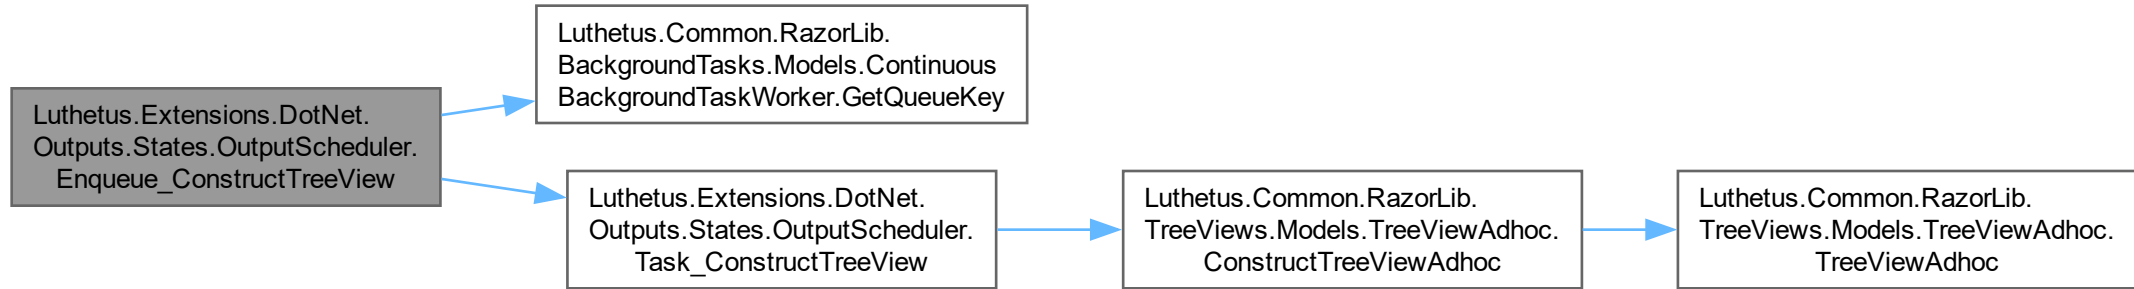 Luthetus.Extensions.DotNet.
Outputs.States.OutputScheduler.
Enqueue_ConstructTreeView
Luthetus.Common.RazorLib.
BackgroundTasks.Models.Continuous
BackgroundTaskWorker.GetQueueKey
Luthetus.Extensions.DotNet.
Outputs.States.OutputScheduler.
Task_ConstructTreeView
Luthetus.Common.RazorLib.
TreeViews.Models.TreeViewAdhoc.
ConstructTreeViewAdhoc
Luthetus.Common.RazorLib.
TreeViews.Models.TreeViewAdhoc.
TreeViewAdhoc